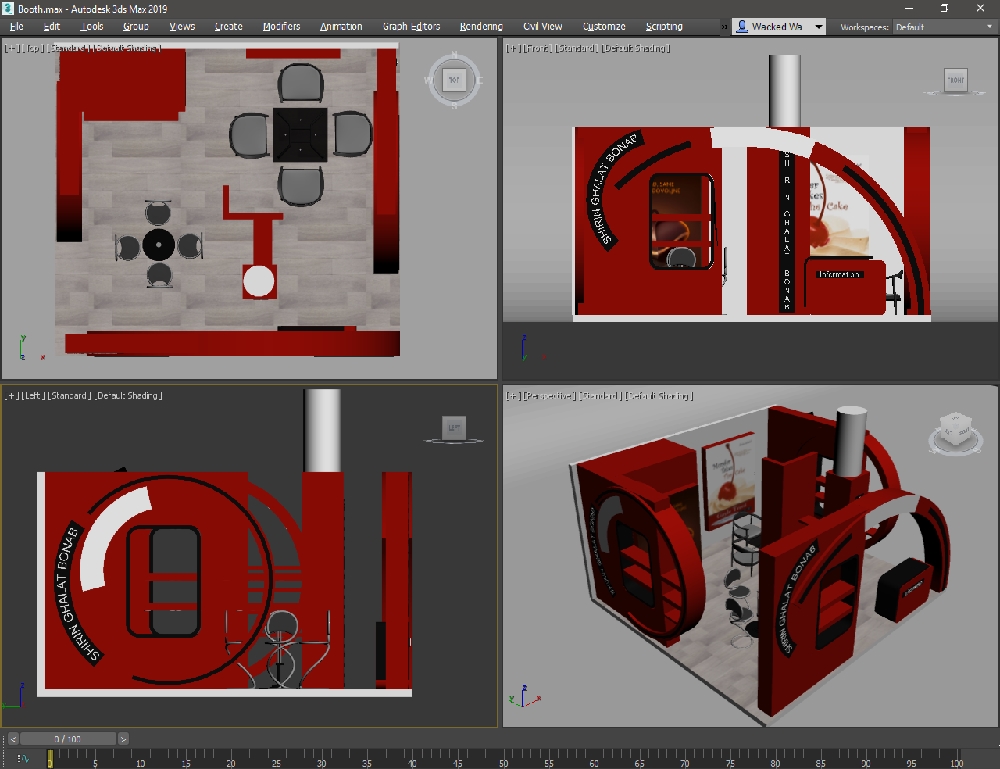 Booth.max - Autodesk 3ds Max 2019
File Edit Tools Group Views Create Modifiers Animation Graph Editors Rendering Civil View Customize Scripting » Wacked Wa Workspaces: Default
[+] [Top] [Standard] [Default Shading]
N
W
TOP
[+] [Front] [Standard] [Default Shading]
FRONT
SHIRIN GHALAT BONAP
SHIRIN GHALAT BONAB
Cake
Information
y
z
x
z
[+] [Left] [Standard] [Default Shading]
LEFT
SHIRIN GHALAT BONAB
z
[+] [Perspective] [Standard] [Default Shading]
SHIRIN GHALAT BONAB
SHIRIN GHALAT BONAB
z
y
x
< 0 / 100 >
0 5 10 15 20 25 30 35 40 45 50 55 60 65 70 75 80 85 90 95 100